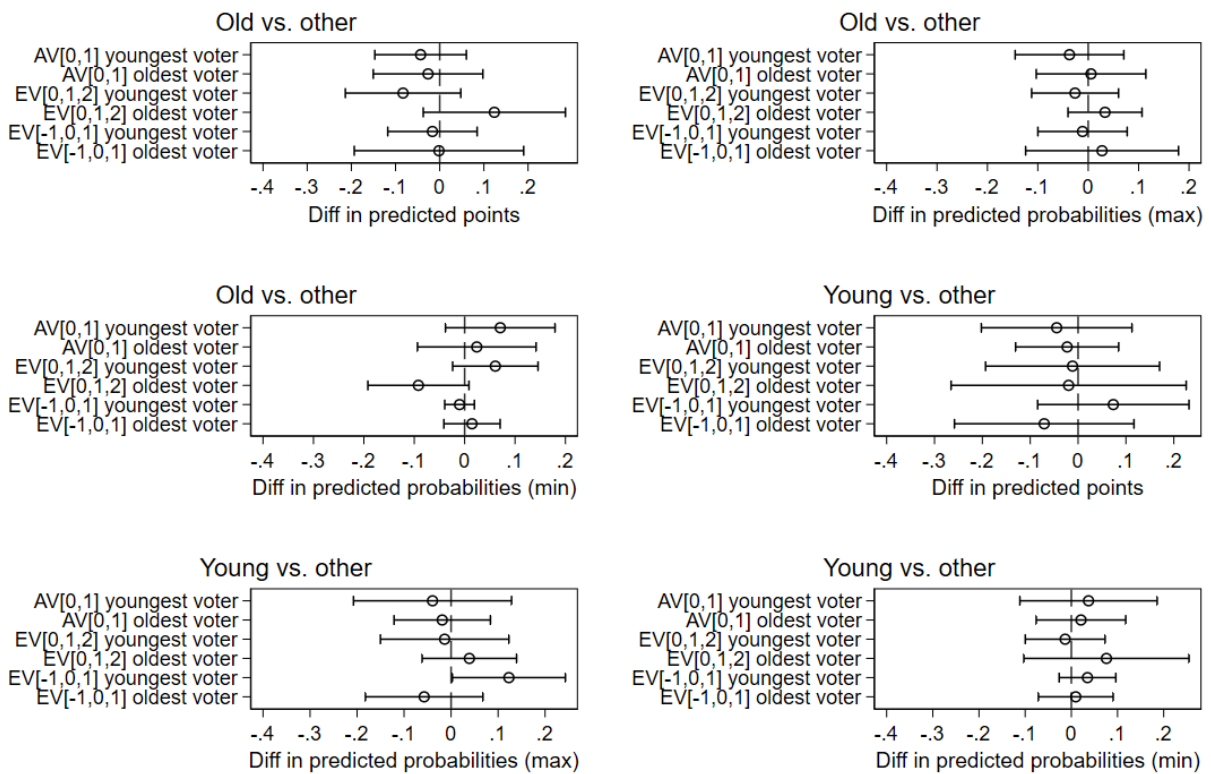 Old vs. other
AV[0,1] youngest voter
AV[0,1] oldest voter
EV[0,1,2] youngest voter
EV[0,1,2] oldest voter
EV[-1,0,1] youngest voter
EV[-1,0,1] oldest voter
-.4 -.3 -.2 -.1 0 .1 .2
Diff in predicted points
Old vs. other
AV[0,1] youngest voter
AV[0,1] oldest voter
EV[0,1,2] youngest voter
EV[0,1,2] oldest voter
EV[-1,0,1] youngest voter
EV[-1,0,1] oldest voter
-.4 -.3 -.2 -.1 0 .1 .2
Diff in predicted probabilities (max)
Old vs. other
AV[0,1] youngest voter
AV[0,1] oldest voter
EV[0,1,2] youngest voter
EV[0,1,2] oldest voter
EV[-1,0,1] youngest voter
EV[-1,0,1] oldest voter
-.4 -.3 -.2 -.1 0 .1 .2
Diff in predicted probabilities (min)
Young vs. other
AV[0,1] youngest voter
AV[0,1] oldest voter
EV[0,1,2] youngest voter
EV[0,1,2] oldest voter
EV[-1,0,1] youngest voter
EV[-1,0,1] oldest voter
-.4 -.3 -.2 -.1 0 .1 .2
Diff in predicted points
Young vs. other
AV[0,1] youngest voter
AV[0,1] oldest voter
EV[0,1,2] youngest voter
EV[0,1,2] oldest voter
EV[-1,0,1] youngest voter
EV[-1,0,1] oldest voter
-.4 -.3 -.2 -.1 0 .1 .2
Diff in predicted probabilities (max)
Young vs. other
AV[0,1] youngest voter
AV[0,1] oldest voter
EV[0,1,2] youngest voter
EV[0,1,2] oldest voter
EV[-1,0,1] youngest voter
EV[-1,0,1] oldest voter
-.4 -.3 -.2 -.1 0 .1 .2
Diff in predicted probabilities (min)